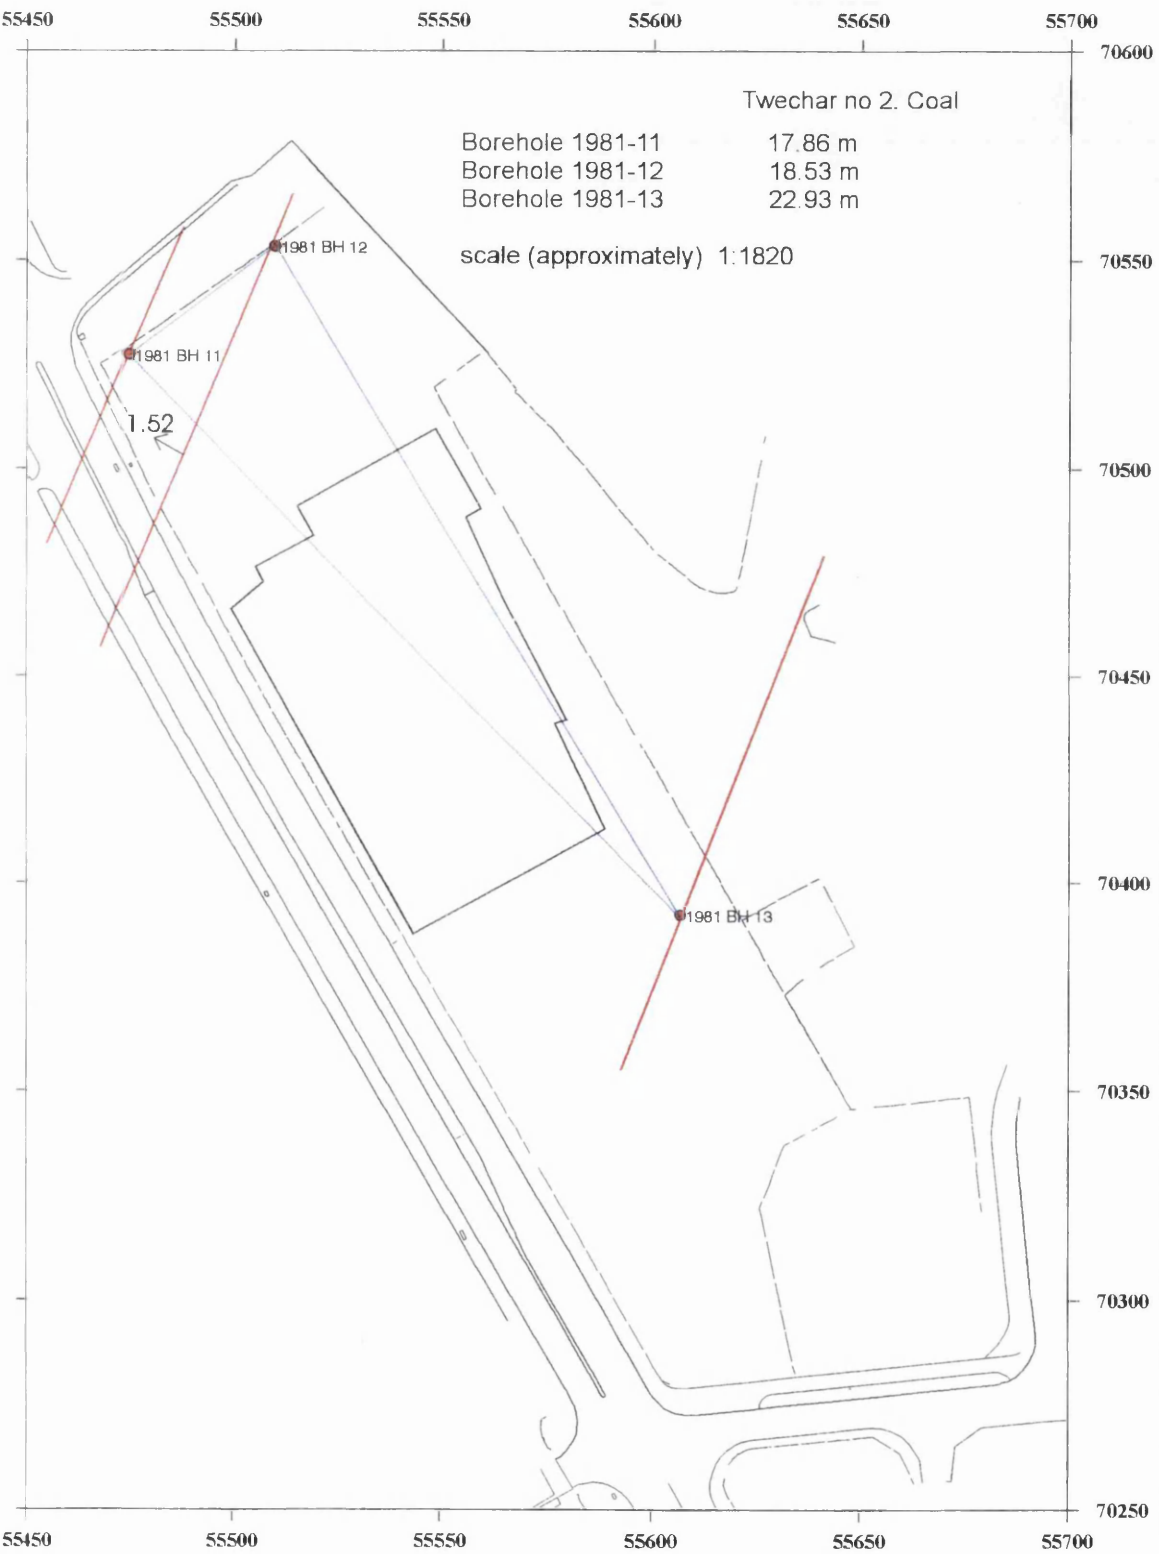 55450 55500 55550 55600 55650 55700
70600
Twechar no 2. Coal
Borehole 1981-11 17.86 m
Borehole 1981-12 18.53 m
Borehole 1981-13 22.93 m
1981 BH 12
scale (approximately) 1:1820
70550
1981 BH 11
1.52
70500
70450
70400
1981 BH 13
70350
70300
70250
55450 55500 55550 55600 55650 55700